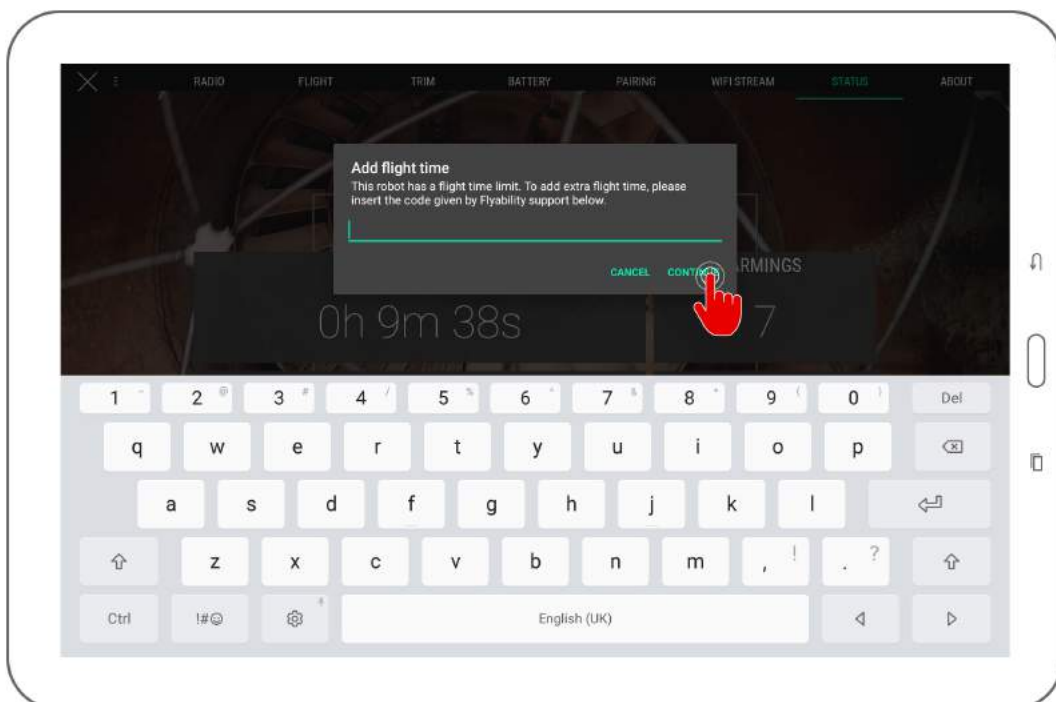 RADIO FLIGHT TRIM BATTERY PAIRING WIFI STREAM STATUS ABOUT
Add flight time
This robot has a flight time limit. To add extra flight time, please
insert the code given by Flyability support below.
CANCEL
RMINGS
0h 9m 38s 7
1 2 @ 3 # 4 / 5 % 6 ^ 7 & 8 * 9 ( 0 ) Del
q w e r t y u i o p
a s d f g h j k l
z x c v b n m , ! . ?
Ctrl !#☺ English (UK)